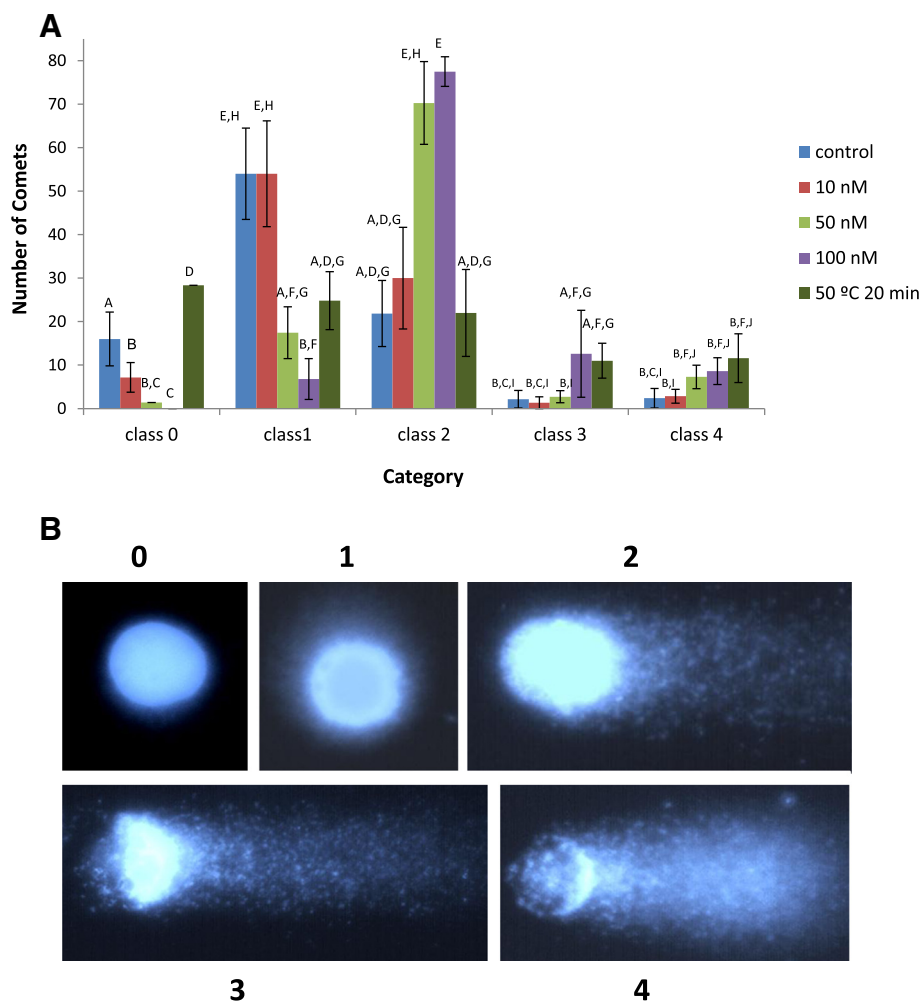 A
Number of Comets
80
70
60
50
40
30
20
10
0
A
B
B,C
C
D
E,H
E,H
A,F,G
B,F
A,D,G
A,D,G
A,D,G
E,H
E
A,D,G
B,C,I
B,C,I
B,I
A,F,G
A,F,G
B,C,I
B,I
B,F,J
B,F,J
B,F,J
class 0
class1
class 2
class 3
class 4
Category
control
10 nM
50 nM
100 nM
50 ºC 20 min
B
0
1
2
3
4